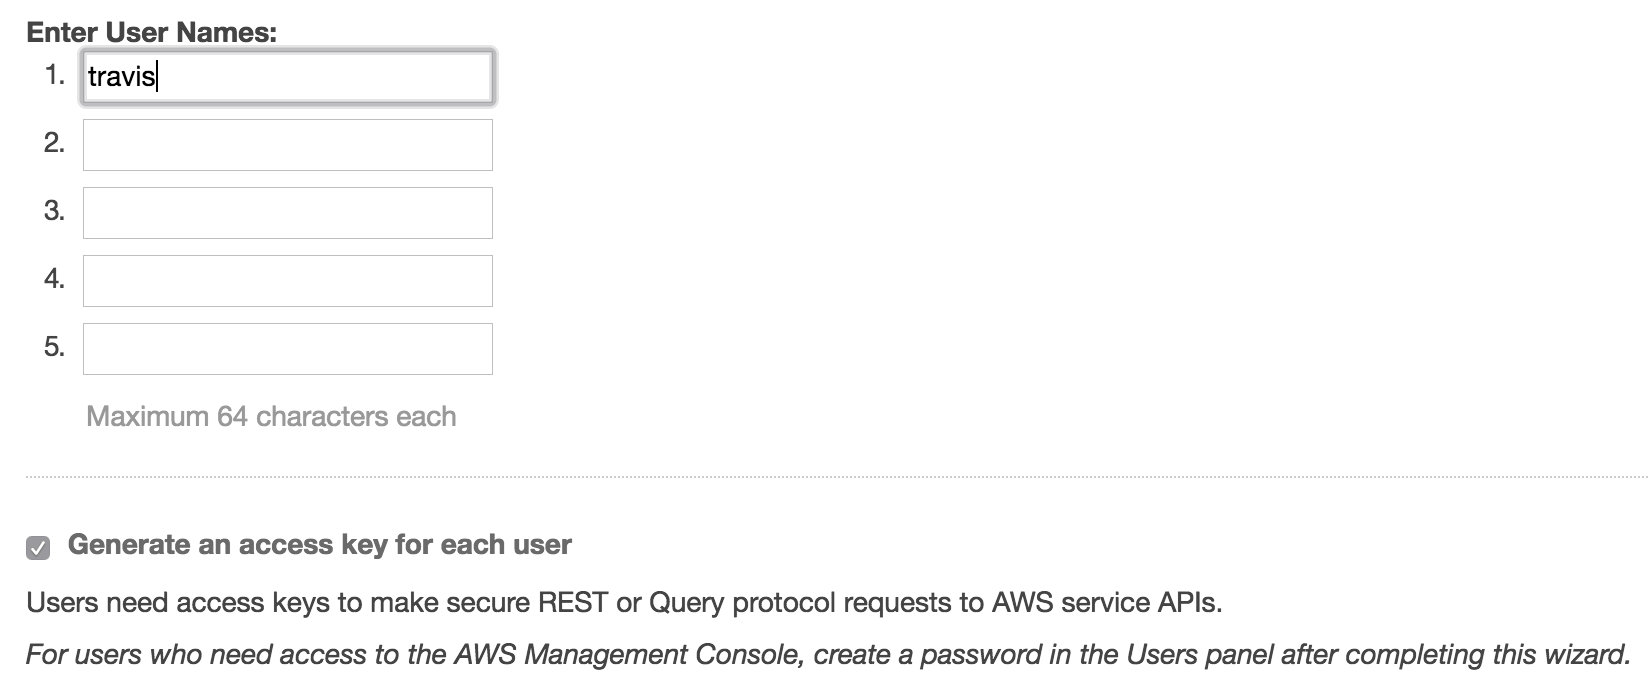 Enter User Names:
1. travis
2.
3.
4.
5.
Maximum 64 characters each
Generate an access key for each user
Users need access keys to make secure REST or Query protocol requests to AWS service APIs.
For users who need access to the AWS Management Console, create a password in the Users panel after completing this wizard.